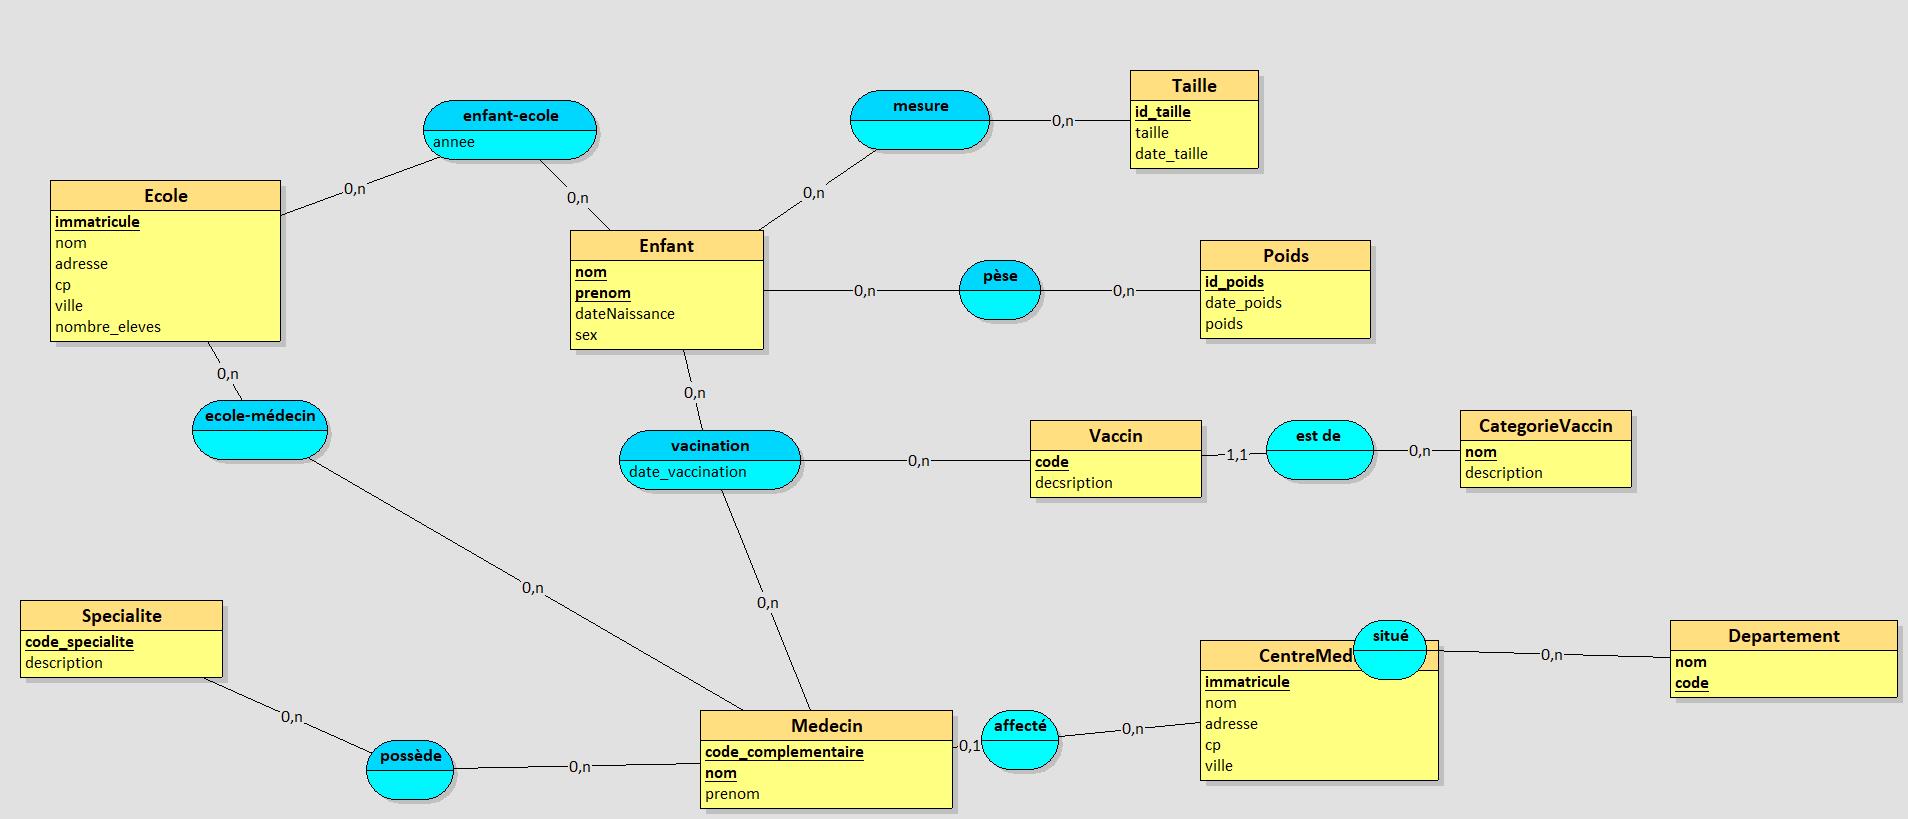 Taille
id_taille
taille
date_taille
mesure
0,n
0,n
enfant-ecole
annee
0,n
0,n
Ecole
immatricule
nom
adresse
cp
ville
nombre_eleves
Enfant
nom
prenom
dateNaissance
sex
0,n
pèse
0,n
Poids
id_poids
date_poids
poids
0,n
ecole-médecin
0,n
0,n
vacination
date_vaccination
0,n
0,n
Vaccin
code
decsription
1,1
est de
0,n
CategorieVaccin
nom
description
Specialite
code_specialite
description
0,n
possède
0,n
Medecin
code_complementaire
nom
prenom
0,1
affecté
0,n
CentreMed
immatricule
nom
adresse
cp
ville
situé
0,n
Departement
nom
code